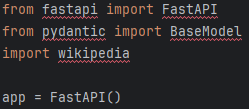 from fastapi import FastAPI
from pydantic import BaseModel
import wikipedia
app = FastAPI()